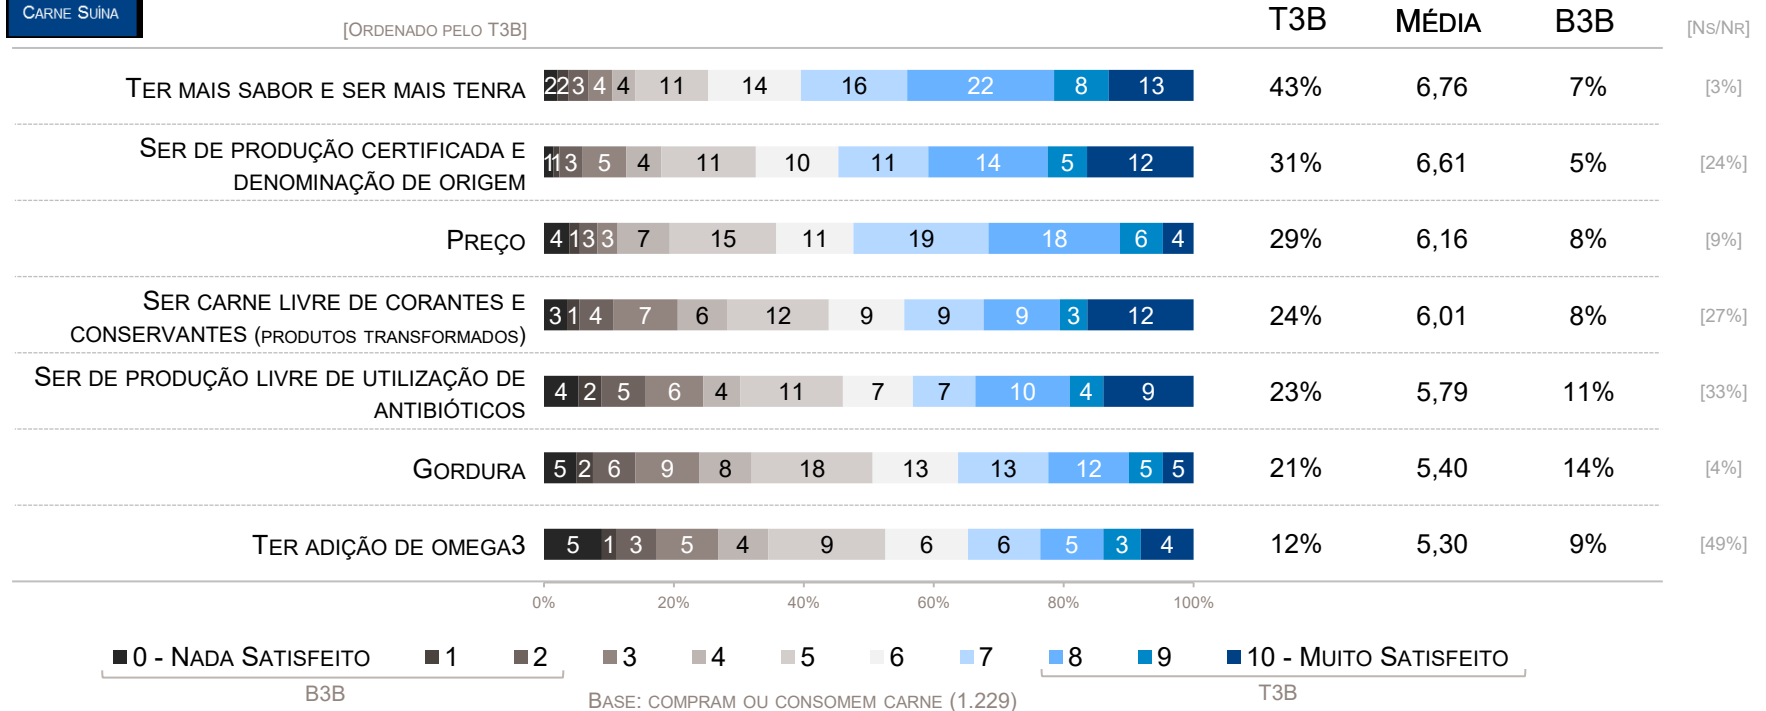 CARNE SUÍNA
[ORDENADO PELO T3B]
T3B MÉDIA B3B [NS/NR]
TER MAIS SABOR E SER MAIS TENRA 2 2 3 4 4 11 14 16 22 8 13 43% 6,76 7% [3%]
SER DE PRODUÇÃO CERTIFICADA E
DENOMINAÇÃO DE ORIGEM 1 1 3 5 4 11 10 11 14 5 12 31% 6,61 5% [24%]
PREÇO 4 1 3 3 7 15 11 19 18 6 4 29% 6,16 8% [9%]
SER CARNE LIVRE DE CORANTES E
CONSERVANTES (PRODUTOS TRANSFORMADOS) 3 1 4 7 6 12 9 9 9 3 12 24% 6,01 8% [27%]
SER DE PRODUÇÃO LIVRE DE UTILIZAÇÃO DE
ANTIBIÓTICOS 4 2 5 6 4 11 7 7 10 4 9 23% 5,79 11% [33%]
GORDURA 5 2 6 9 8 18 13 13 12 5 5 21% 5,40 14% [4%]
TER ADIÇÃO DE OMEGA3 5 1 3 5 4 9 6 6 5 3 4 12% 5,30 9% [49%]
0% 20% 40% 60% 80% 100%
0 - NADA SATISFEITO 1 2 3 4 5 6 7 8 9 10 - MUITO SATISFEITO
B3B T3B
BASE: COMPRAM OU CONSOMEM CARNE (1.229)